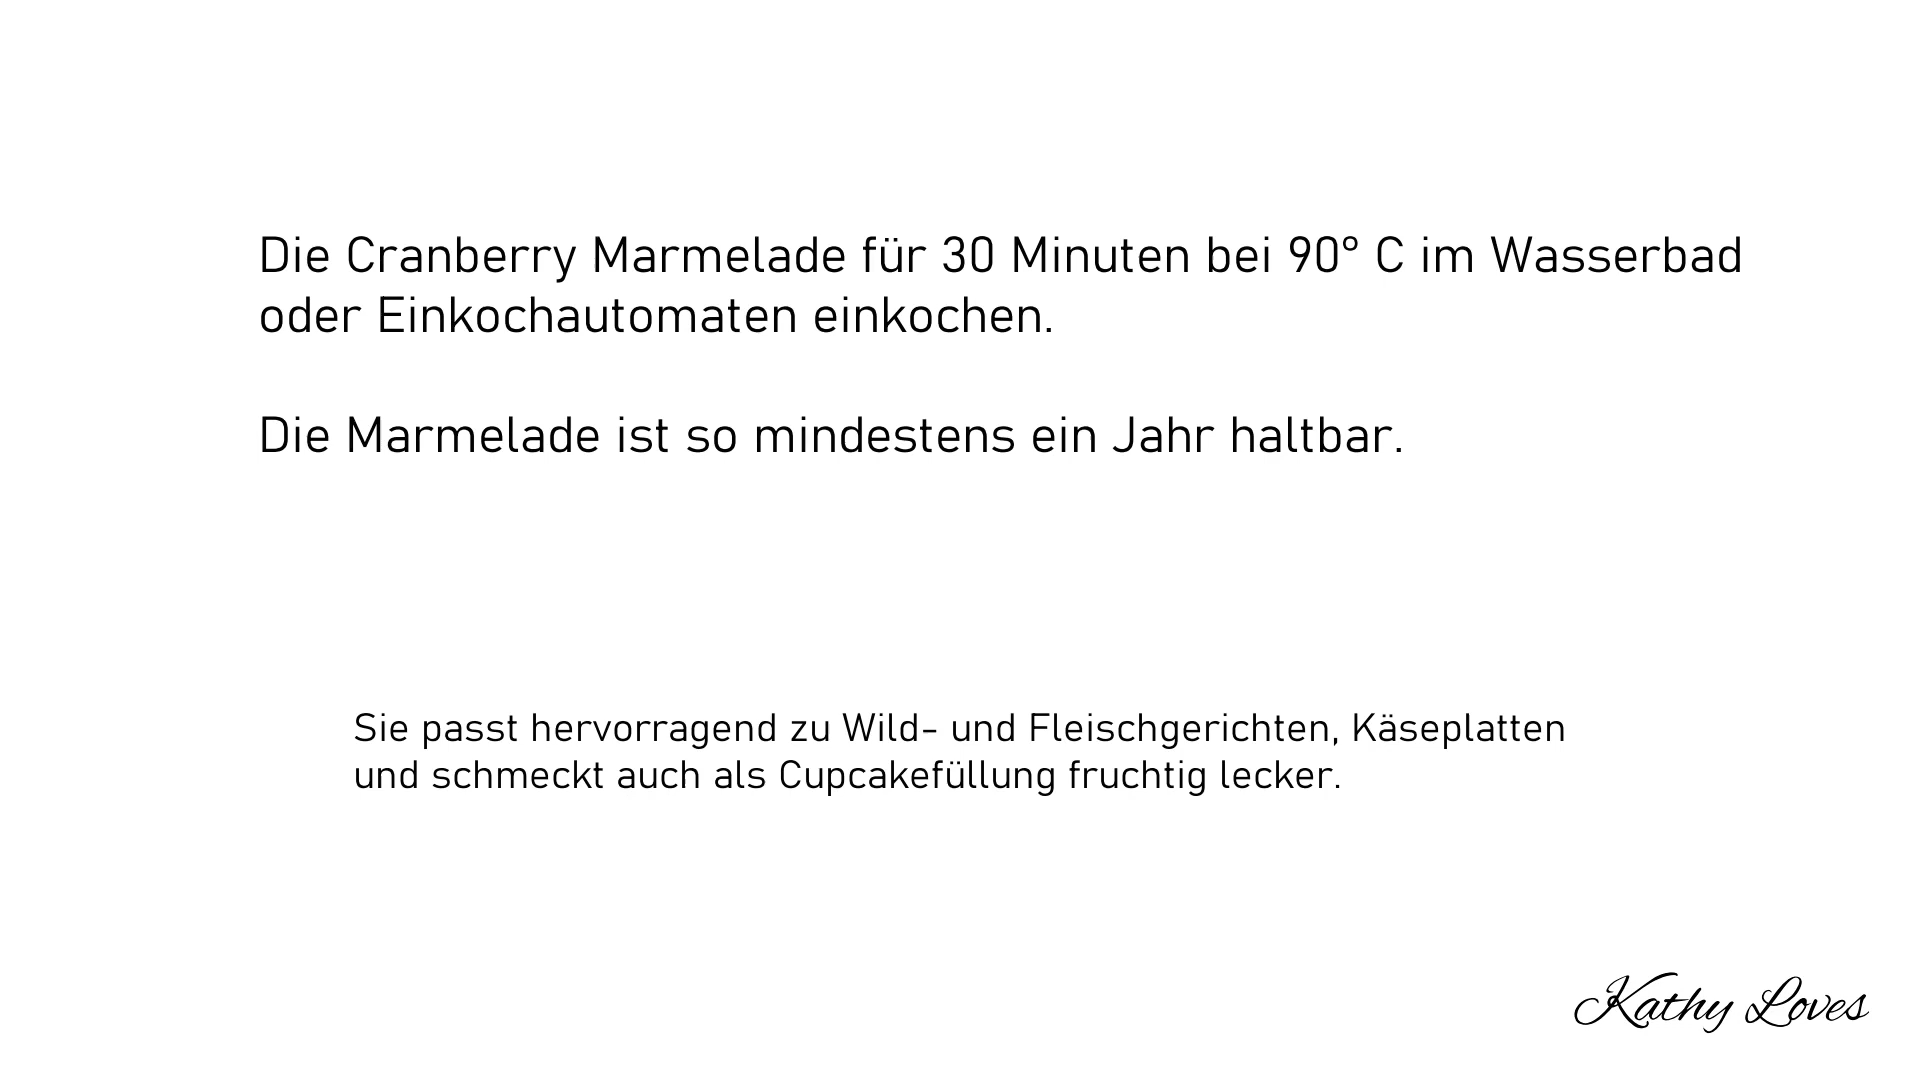 Die Cranberry Marmelade für 30 Minuten bei 90° C im Wasserbad
oder Einkochautomaten einkochen.
Die Marmelade ist so mindestens ein Jahr haltbar.
Sie passt hervorragend zu Wild- und Fleischgerichten, Käseplatten
und schmeckt auch als Cupcakefüllung fruchtig lecker.
Kathy Loves